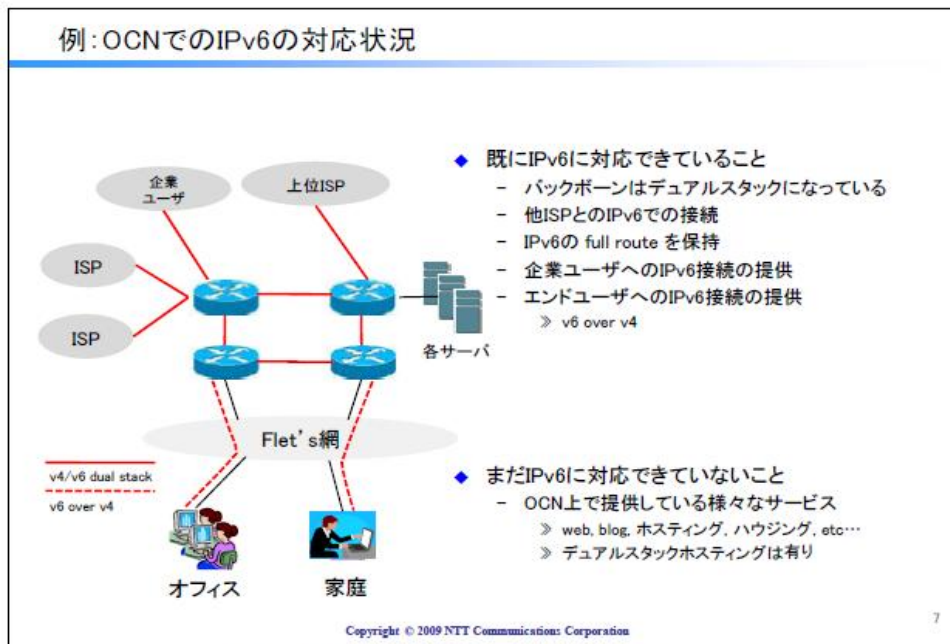 例：OCNでのIPv6の対応状況
企業
ユーザ
上位ISP
ISP
ISP
各サーバ
Flet's網
v4/v6 dual stack
v6 over v4
オフィス
家庭
◆ 既にIPv6に対応できていること
− バックボーンはデュアルスタックになっている
− 他ISPとのIPv6での接続
− IPv6の full route を保持
− 企業ユーザへのIPv6接続の提供
− エンドユーザへのIPv6接続の提供
》 v6 over v4
◆ まだIPv6に対応できていないこと
− OCN上で提供している様々なサービス
》 web, blog, ホスティング, ハウジング, etc…
》 デュアルスタックホスティングは有り
Copyright © 2009 NTT Communications Corporation
7